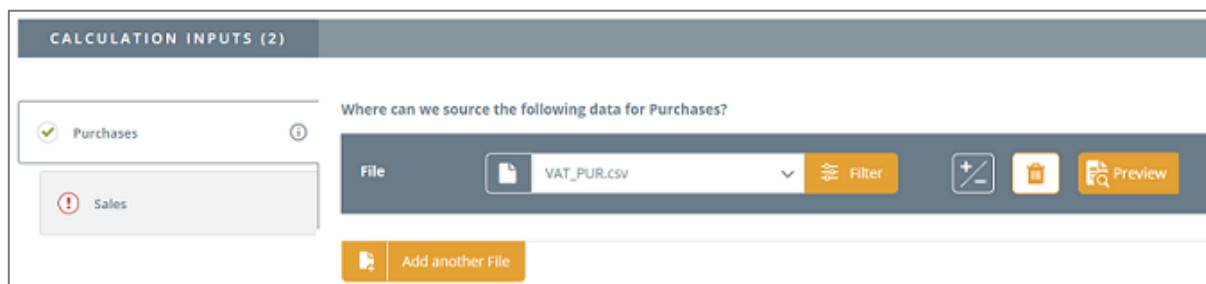 CALCULATION INPUTS (2)
Purchases
Sales
Where can we source the following data for Purchases?
File
VAT_PUR.csv
Filter
Preview
Add another File